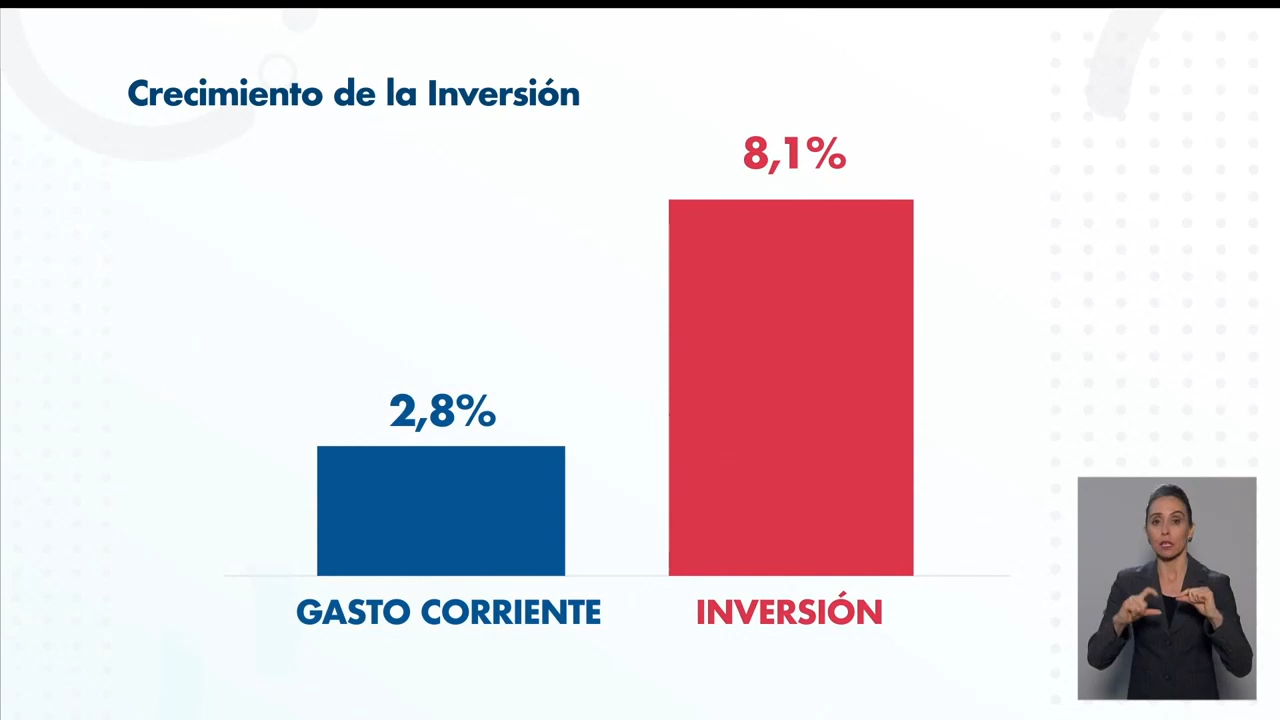 Crecimiento de la Inversión
8,1%
2,8%
GASTO CORRIENTE
INVERSIÓN